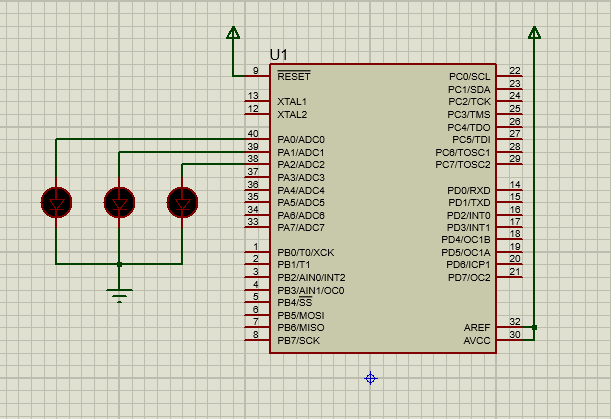 U1
9 RESET
13 XTAL1
12 XTAL2
40 PA0/ADC0
39 PA1/ADC1
38 PA2/ADC2
37 PA3/ADC3
36 PA4/ADC4
35 PA5/ADC5
34 PA6/ADC6
33 PA7/ADC7
1 PB0/T0/XCK
2 PB1/T1
3 PB2/AIN0/INT2
4 PB3/AIN1/OC0
5 PB4/SS
6 PB5/MOSI
7 PB6/MISO
8 PB7/SCK
PC0/SCL 22
PC1/SDA 23
PC2/TCK 24
PC3/TMS 25
PC4/TDO 26
PC5/TDI 27
PC6/TOSC1 28
PC7/TOSC2 29
PD0/RXD 14
PD1/TXD 15
PD2/INT0 16
PD3/INT1 17
PD4/OC1B 18
PD5/OC1A 19
PD6/ICP1 20
PD7/OC2 21
AREF 32
AVCC 30